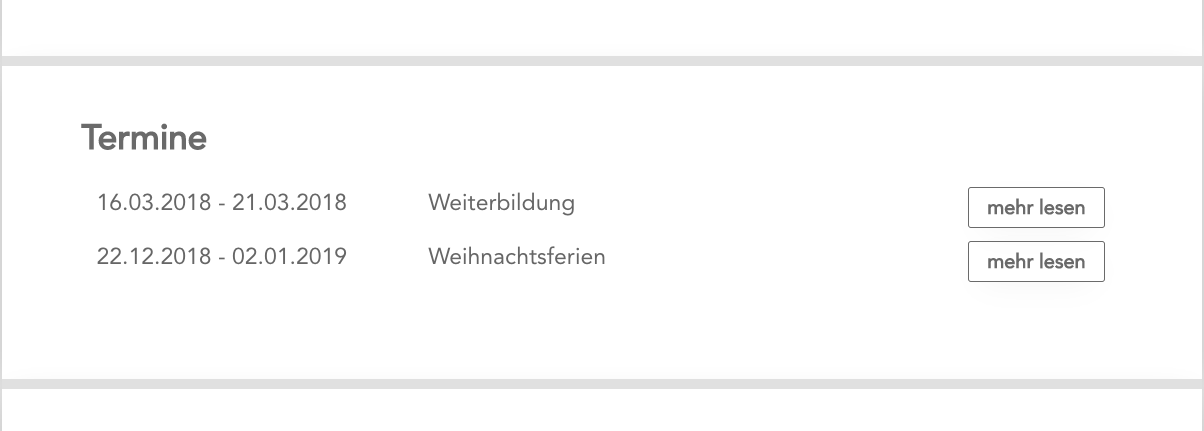 Termine
16.03.2018 - 21.03.2018 Weiterbildung mehr lesen
22.12.2018 - 02.01.2019 Weihnachtsferien mehr lesen